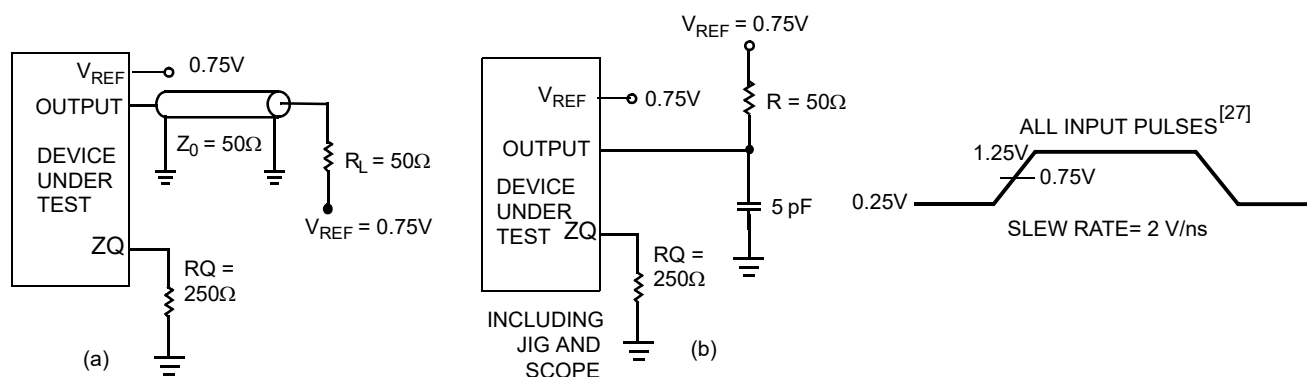 V_REF
0.75V
OUTPUT
Z_0 = 50Ω
DEVICE
UNDER
TEST
R_L = 50Ω
V_REF = 0.75V
ZQ
RQ =
250Ω
(a)
V_REF = 0.75V
V_REF
0.75V
R = 50Ω
OUTPUT
DEVICE
UNDER
TEST
ZQ
5 pF
RQ =
250Ω
INCLUDING
JIG AND
SCOPE
(b)
ALL INPUT PULSES[27]
1.25V
0.75V
0.25V
SLEW RATE= 2 V/ns